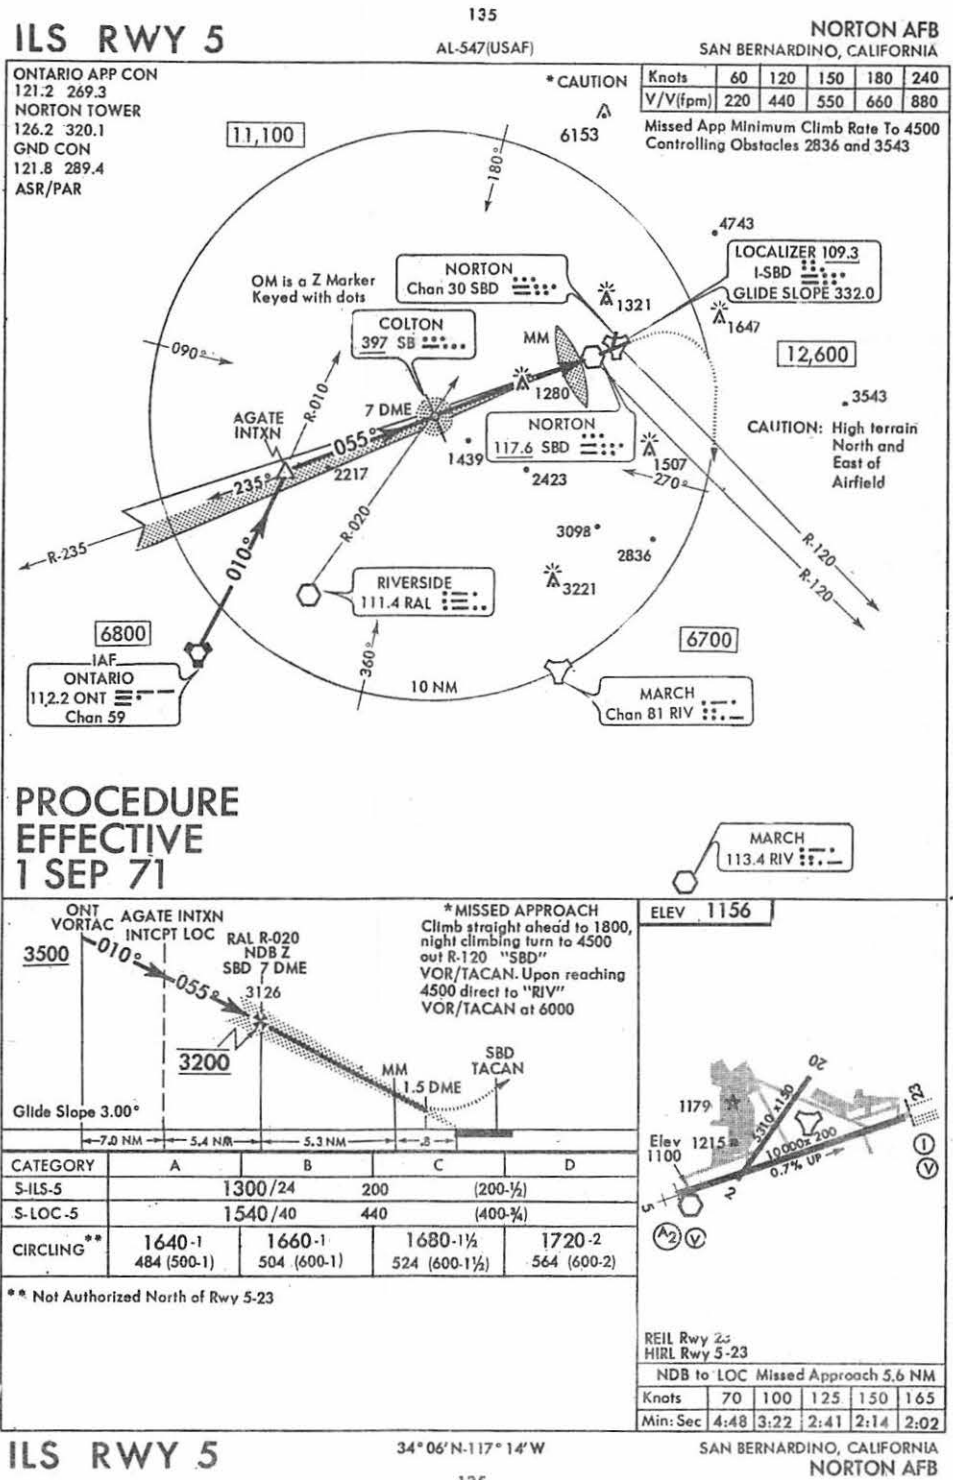 135
ILS RWY 5
AL-547(USAF)
NORTON AFB
SAN BERNARDINO, CALIFORNIA
ONTARIO APP CON
121.2 269.3
NORTON TOWER
126.2 320.1
GND CON
121.8 289.4
ASR/PAR
11,100
*CAUTION
6153
Knots 60 120 150 180 240
V/V(fpm) 220 440 550 660 880
Missed App Minimum Climb Rate To 4500
Controlling Obstacles 2836 and 3543
180°
4743
LOCALIZER 109.3
I-SBD
GLIDE SLOPE 332.0
NORTON
Chan 30 SBD
OM is a Z Marker
Keyed with dots
1321
1647
COLTON
397 SB
MM
12,600
090°
R-010
7 DME
1280
3543
AGATE
INTXN
055°
NORTON
117.6 SBD
CAUTION: High terrain
North and
East of
Airfield
1439
1507
235°
2217
2423
270°
R-020
R-235
010°
3098
2836
R-120
R-120
RIVERSIDE
111.4 RAL
3221
6800
6700
IAF
ONTARIO
112.2 ONT
Chan 59
360°
10 NM
MARCH
Chan 81 RIV
PROCEDURE
EFFECTIVE
1 SEP 71
MARCH
113.4 RIV
ONT
VORTAC
AGATE INTXN
INTCPT LOC
3500
010°
055°
RAL R-020
NDB Z
SBD 7 DME
3126
*MISSED APPROACH
Climb straight ahead to 1800,
night climbing turn to 4500
out R-120 "SBD"
VOR/TACAN. Upon reaching
4500 direct to "RIV"
VOR/TACAN at 6000
3200
MM
1.5 DME
SBD
TACAN
Glide Slope 3.00°
7.0 NM 5.4 NM 5.3 NM .8
ELEV 1156
20
1179
5310 x 150
23
Elev
1100
1215
10000 x 200
0.7% UP
5
2
A2 V
I
V
CATEGORY A B C D
S-ILS-5 1300/24 200 (200-½)
S-LOC-5 1540/40 440 (400-¾)
CIRCLING** 1640-1 1660-1 1680-1½ 1720-2
484 (500-1) 504 (600-1) 524 (600-1½) 564 (600-2)
** Not Authorized North of Rwy 5-23
REIL Rwy
HIRL Rwy 5-23
NDB to LOC Missed Approach 5.6 NM
Knots 70 100 125 150 165
Min: Sec 4:48 3:22 2:41 2:14 2:02
ILS RWY 5
34°06'N-117°14'W
SAN BERNARDINO, CALIFORNIA
NORTON AFB